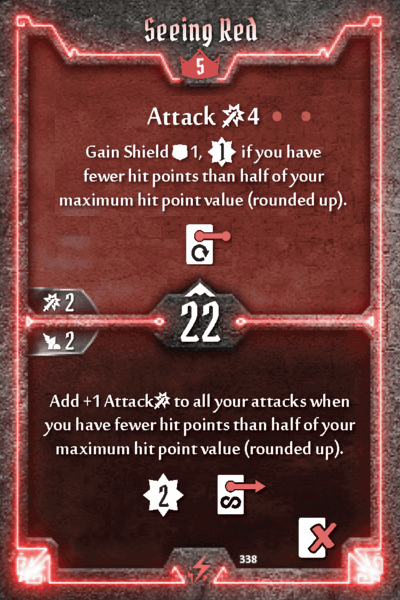 Seeing Red
5
Attack 4
Gain Shield 1, 1 if you have
fewer hit points than half of your
maximum hit point value (rounded up).
2
22
2
Add +1 Attack to all your attacks when
you have fewer hit points than half of your
maximum hit point value (rounded up).
2
338